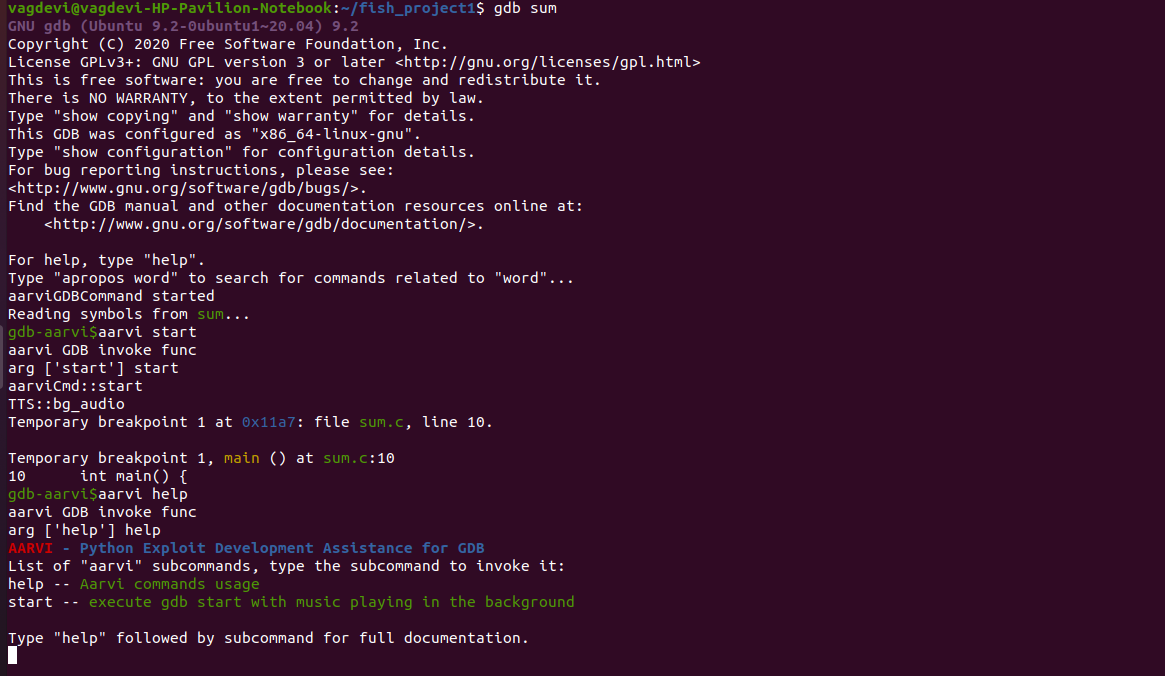 vagdevi@vagdevi-HP-Pavilion-Notebook:~/fish_project1$ gdb sum
GNU gdb (Ubuntu 9.2-0ubuntu1~20.04) 9.2
Copyright (C) 2020 Free Software Foundation, Inc.
License GPLv3+: GNU GPL version 3 or later <http://gnu.org/licenses/gpl.html>
This is free software: you are free to change and redistribute it.
There is NO WARRANTY, to the extent permitted by law.
Type "show copying" and "show warranty" for details.
This GDB was configured as "x86_64-linux-gnu".
Type "show configuration" for configuration details.
For bug reporting instructions, please see:
<http://www.gnu.org/software/gdb/bugs/>.
Find the GDB manual and other documentation resources online at:
    <http://www.gnu.org/software/gdb/documentation/>.

For help, type "help".
Type "apropos word" to search for commands related to "word"...
aarviGDBCommand started
Reading symbols from sum...
gdb-aarvi$aarvi start
aarvi GDB invoke func
arg ['start'] start
aarviCmd::start
TTS::bg_audio
Temporary breakpoint 1 at 0x11a7: file sum.c, line 10.

Temporary breakpoint 1, main () at sum.c:10
10      int main() {
gdb-aarvi$aarvi help
aarvi GDB invoke func
arg ['help'] help
AARVI - Python Exploit Development Assistance for GDB
List of "aarvi" subcommands, type the subcommand to invoke it:
help -- Aarvi commands usage
start -- execute gdb start with music playing in the background

Type "help" followed by subcommand for full documentation.